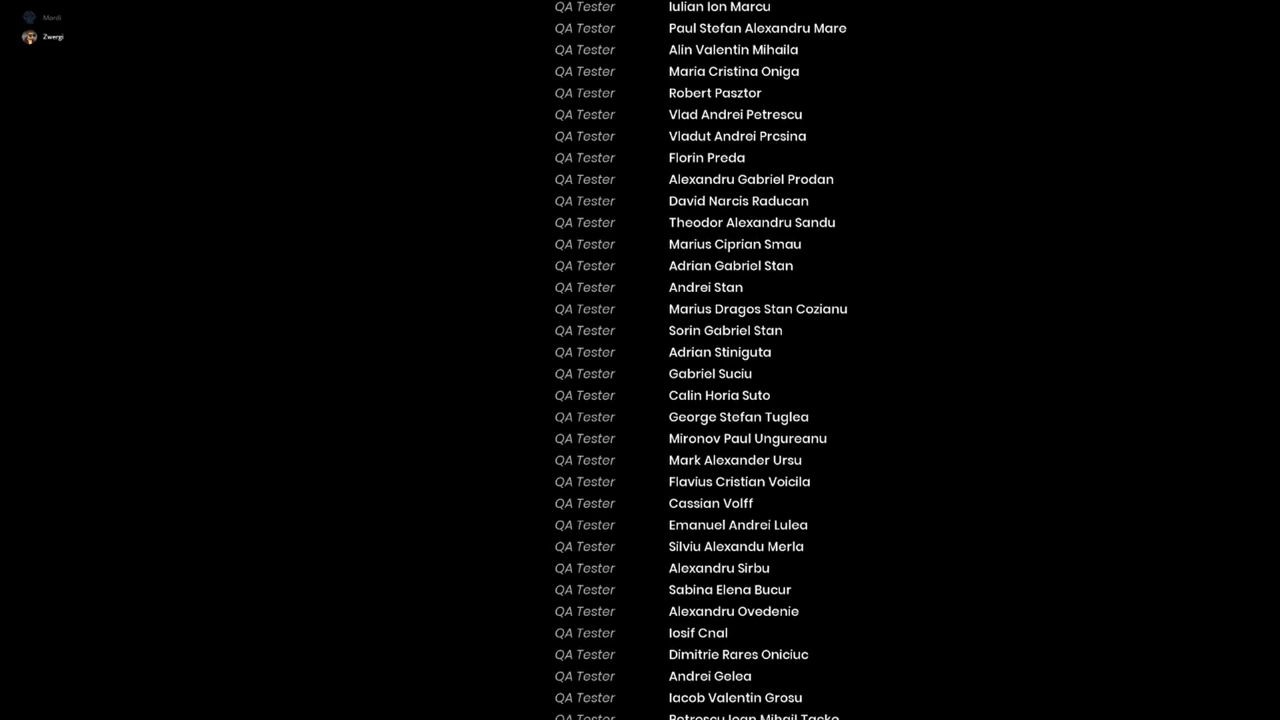 Mardi
Zwergi
QA Tester Iulian Ion Marcu
QA Tester Paul Stefan Alexandru Mare
QA Tester Alin Valentin Mihaila
QA Tester Maria Cristina Oniga
QA Tester Robert Pasztor
QA Tester Vlad Andrei Petrescu
QA Tester Vladut Andrei Prcsina
QA Tester Florin Preda
QA Tester Alexandru Gabriel Prodan
QA Tester David Narcis Raducan
QA Tester Theodor Alexandru Sandu
QA Tester Marius Ciprian Smau
QA Tester Adrian Gabriel Stan
QA Tester Andrei Stan
QA Tester Marius Dragos Stan Cozianu
QA Tester Sorin Gabriel Stan
QA Tester Adrian Stiniguta
QA Tester Gabriel Suciu
QA Tester Calin Horia Suto
QA Tester George Stefan Tuglea
QA Tester Mironov Paul Ungureanu
QA Tester Mark Alexander Ursu
QA Tester Flavius Cristian Voicila
QA Tester Cassian Volff
QA Tester Emanuel Andrei Lulea
QA Tester Silviu Alexandu Merla
QA Tester Alexandru Sirbu
QA Tester Sabina Elena Bucur
QA Tester Alexandru Ovedenie
QA Tester Iosif Cnal
QA Tester Dimitrie Rares Oniciuc
QA Tester Andrei Gelea
QA Tester Iacob Valentin Grosu
QA Tester Petrescu Ioan Mihail Tacko